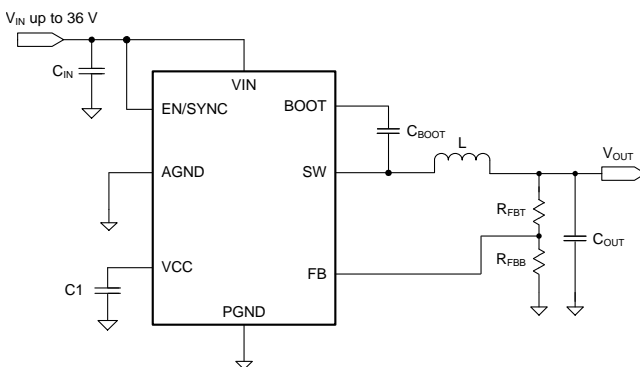 V_IN up to 36 V
C_IN
VIN
EN/SYNC
BOOT
C_BOOT
L
AGND
SW
V_OUT
R_FBT
C_OUT
R_FBB
VCC
FB
C1
PGND